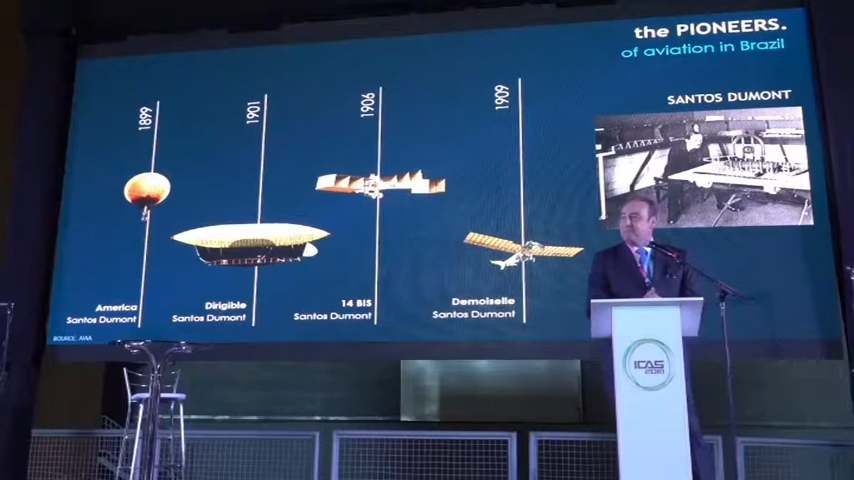 the PIONEERS.
of aviation in Brazil
1899
1901
1906
1909
SANTOS DUMONT
America
Santos Dumont
Dirigible
Santos Dumont
14 BIS
Santos Dumont
Demoiselle
Santos Dumont
SOURCE: AIAA
ICAS
2018